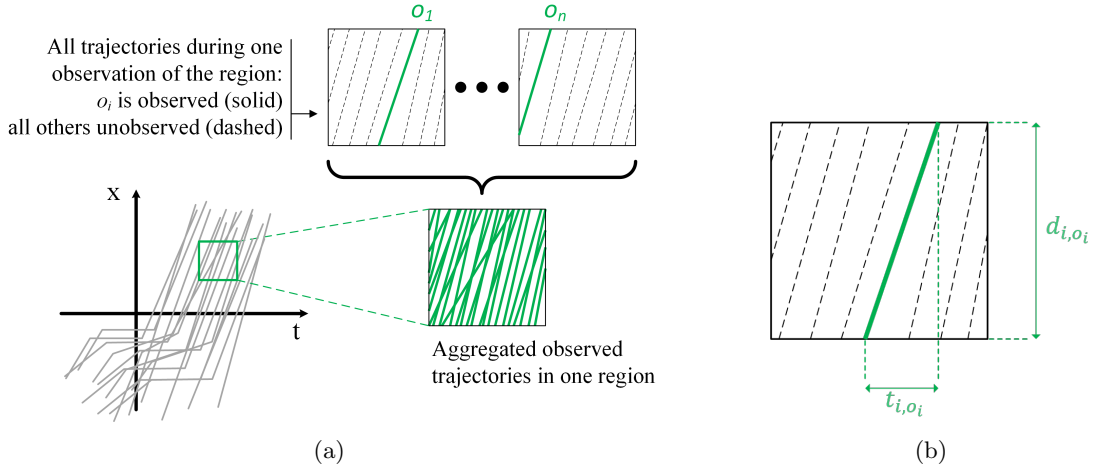 o1
on
All trajectories during one
observation of the region:
oi is observed (solid)
all others unobserved (dashed)
x
t
Aggregated observed
trajectories in one region
(a)
di,oi
ti,oi
(b)